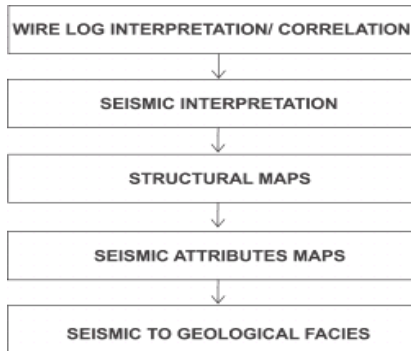 WIRE LOG INTERPRETATION/ CORRELATION
SEISMIC INTERPRETATION
STRUCTURAL MAPS
SEISMIC ATTRIBUTES MAPS
SEISMIC TO GEOLOGICAL FACIES